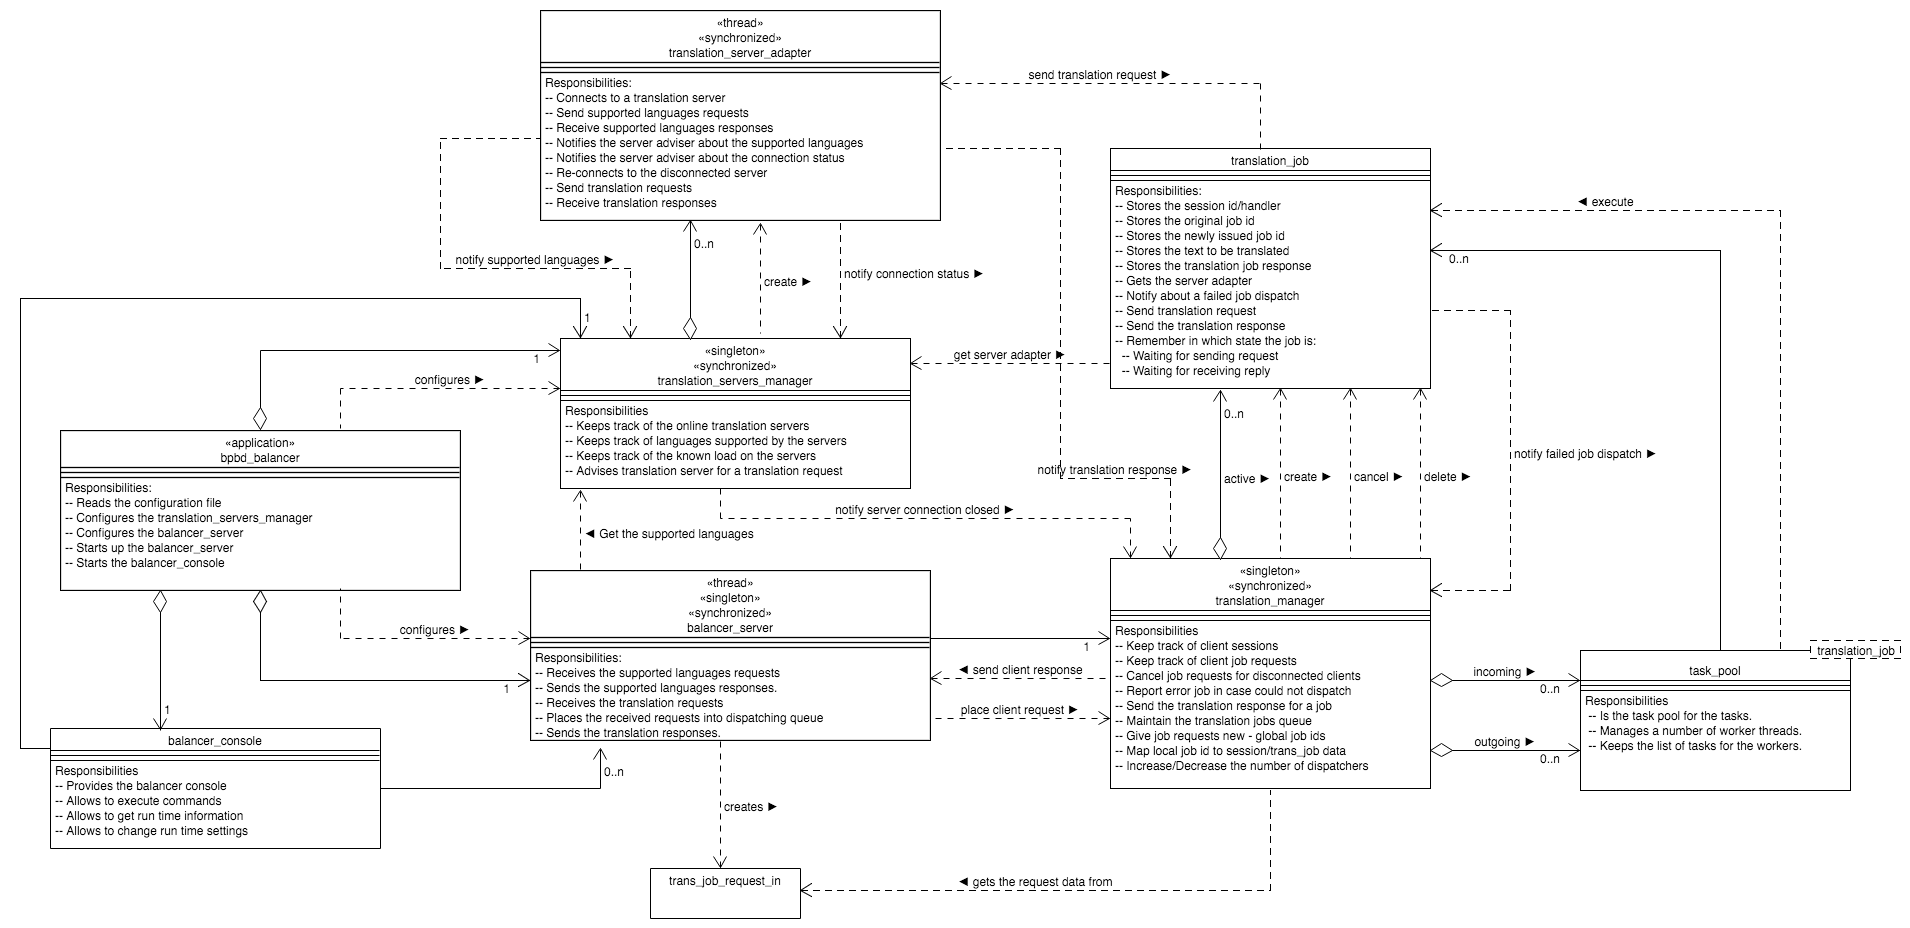 «thread»
«synchronized»
translation_server_adapter
Responsibilities:
-- Connects to a translation server
-- Send supported languages requests
-- Receive supported languages responses
-- Notifies the server adviser about the supported languages
-- Notifies the server adviser about the connection status
-- Re-connects to the disconnected server
-- Send translation requests
-- Receive translation responses
send translation request ►
translation_job
Responsibilities:
-- Stores the session id/handler
-- Stores the original job id
-- Stores the newly issued job id
-- Stores the text to be translated
-- Stores the translation job response
-- Gets the server adapter
-- Notify about a failed job dispatch
-- Send translation request
-- Send the translation response
-- Remember in which state the job is:
-- Waiting for sending request
-- Waiting for receiving reply
◄ execute
0..n
0..n
notify supported languages ►
create ►
notify connection status ►
1
1
configures ►
«singleton»
«synchronized»
translation_servers_manager
Responsibilities
-- Keeps track of the online translation servers
-- Keeps track of languages supported by the servers
-- Keeps track of the known load on the servers
-- Advises translation server for a translation request
get server adapter ►
0..n
notify translation response ►
active ►
create ►
cancel ►
delete ►
notify failed job dispatch ►
«application»
bpbd_balancer
Responsibilities:
-- Reads the configuration file
-- Configures the translation_servers_manager
-- Configures the balancer_server
-- Starts up the balancer_server
-- Starts the balancer_console
notify server connection closed ►
◄ Get the supported languages
«thread»
«singleton»
«synchronized»
balancer_server
Responsibilities:
-- Receives the supported languages requests
-- Sends the supported languages responses.
-- Receives the translation requests
-- Places the received requests into dispatching queue
-- Sends the translation responses.
configures ►
1
1
«singleton»
«synchronized»
translation_manager
Responsibilities
-- Keep track of client sessions
-- Keep track of client job requests
-- Cancel job requests for disconnected clients
-- Report error job in case could not dispatch
-- Send the translation response for a job
-- Maintain the translation jobs queue
-- Give job requests new - global job ids
-- Map local job id to session/trans_job data
-- Increase/Decrease the number of dispatchers
1
◄ send client response
place client request ►
incoming ►
0..n
outgoing ►
0..n
translation_job
task_pool
Responsibilities
-- Is the task pool for the tasks.
-- Manages a number of worker threads.
-- Keeps the list of tasks for the workers.
balancer_console
Responsibilities
-- Provides the balancer console
-- Allows to execute commands
-- Allows to get run time information
-- Allows to change run time settings
0..n
creates ►
trans_job_request_in
◄ gets the request data from